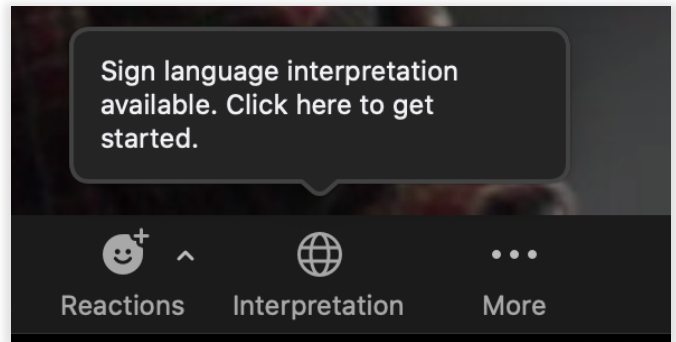 Sign language interpretation
available. Click here to get
started.
Reactions Interpretation More